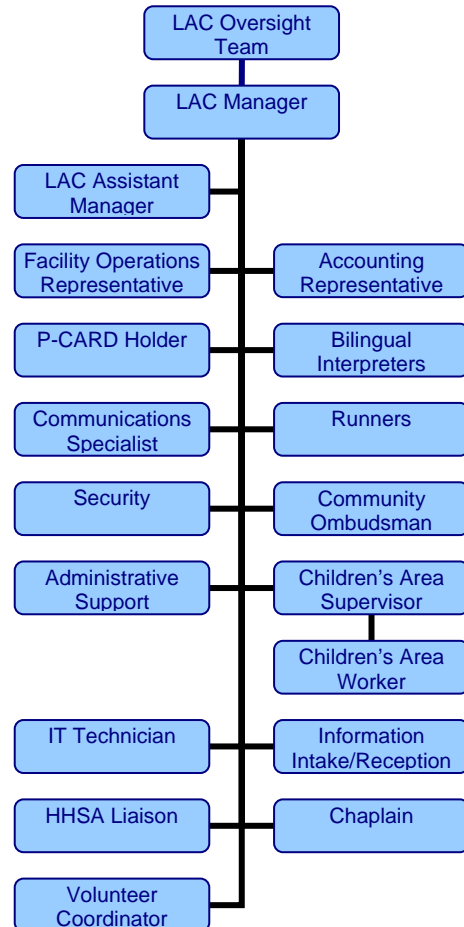 LAC Oversight
Team
LAC Manager
LAC Assistant
Manager
Facility Operations
Representative
Accounting
Representative
P-CARD Holder
Bilingual
Interpreters
Communications
Specialist
Runners
Security
Community
Ombudsman
Administrative
Support
Children’s Area
Supervisor
Children’s Area
Worker
IT Technician
Information
Intake/Reception
HHSA Liaison
Chaplain
Volunteer
Coordinator